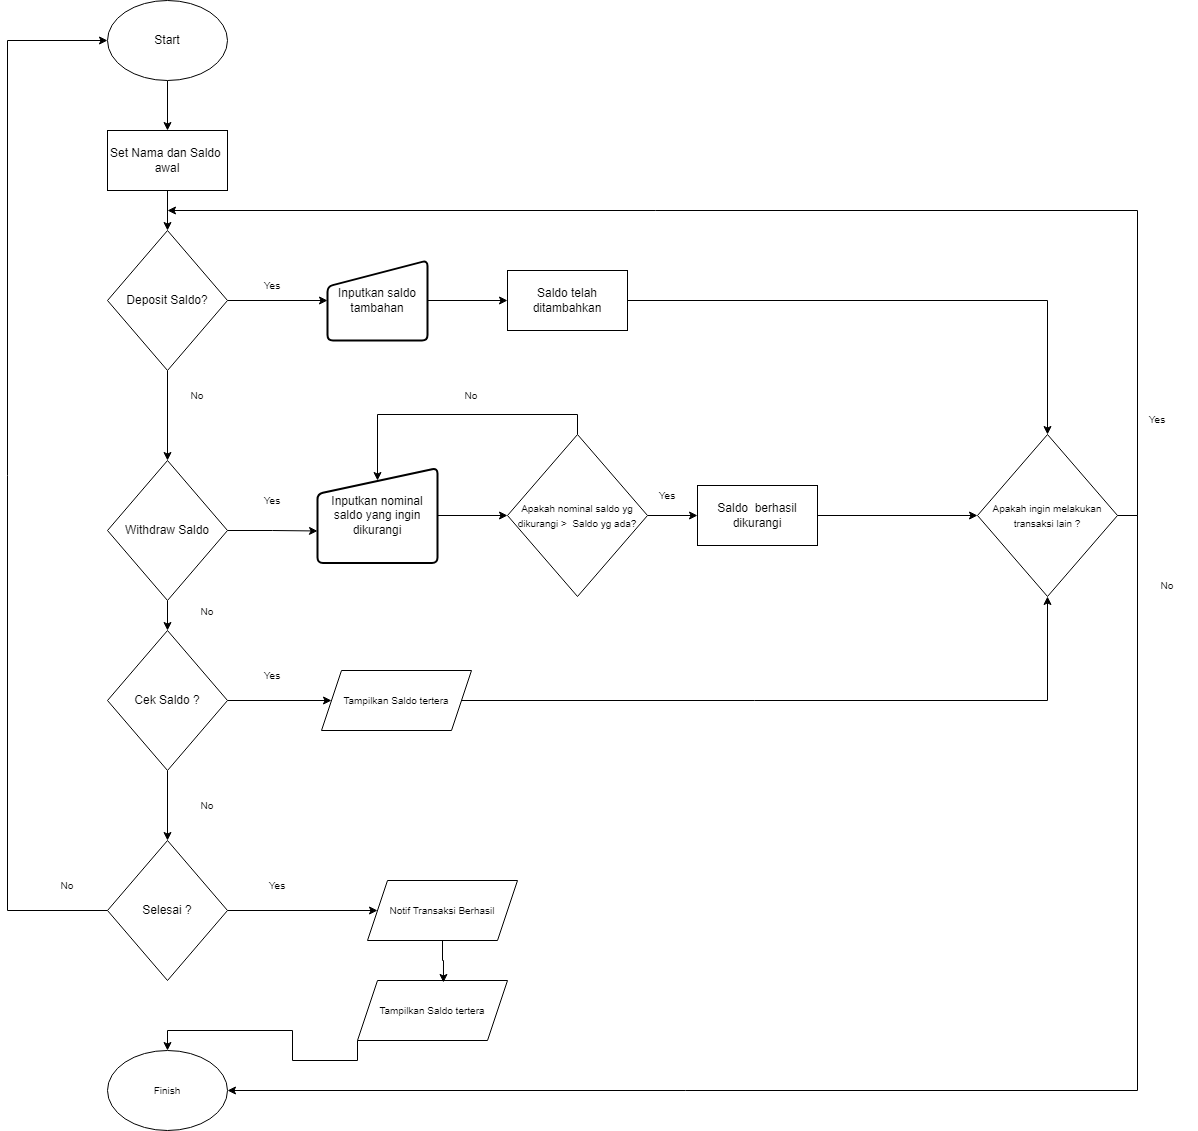 Start
Set Nama dan Saldo
awal
Deposit Saldo?
Yes
Inputkan saldo
tambahan
Saldo telah
ditambahkan
No
No
Yes
Withdraw Saldo
Yes
Inputkan nominal
saldo yang ingin
dikurangi
Apakah nominal saldo yg
dikurangi > Saldo yg ada?
Yes
Saldo berhasil
dikurangi
Apakah ingin melakukan
transaksi lain ?
No
No
Cek Saldo ?
Yes
Tampilkan Saldo tertera
No
No
Selesai ?
Yes
Notif Transaksi Berhasil
Tampilkan Saldo tertera
Finish